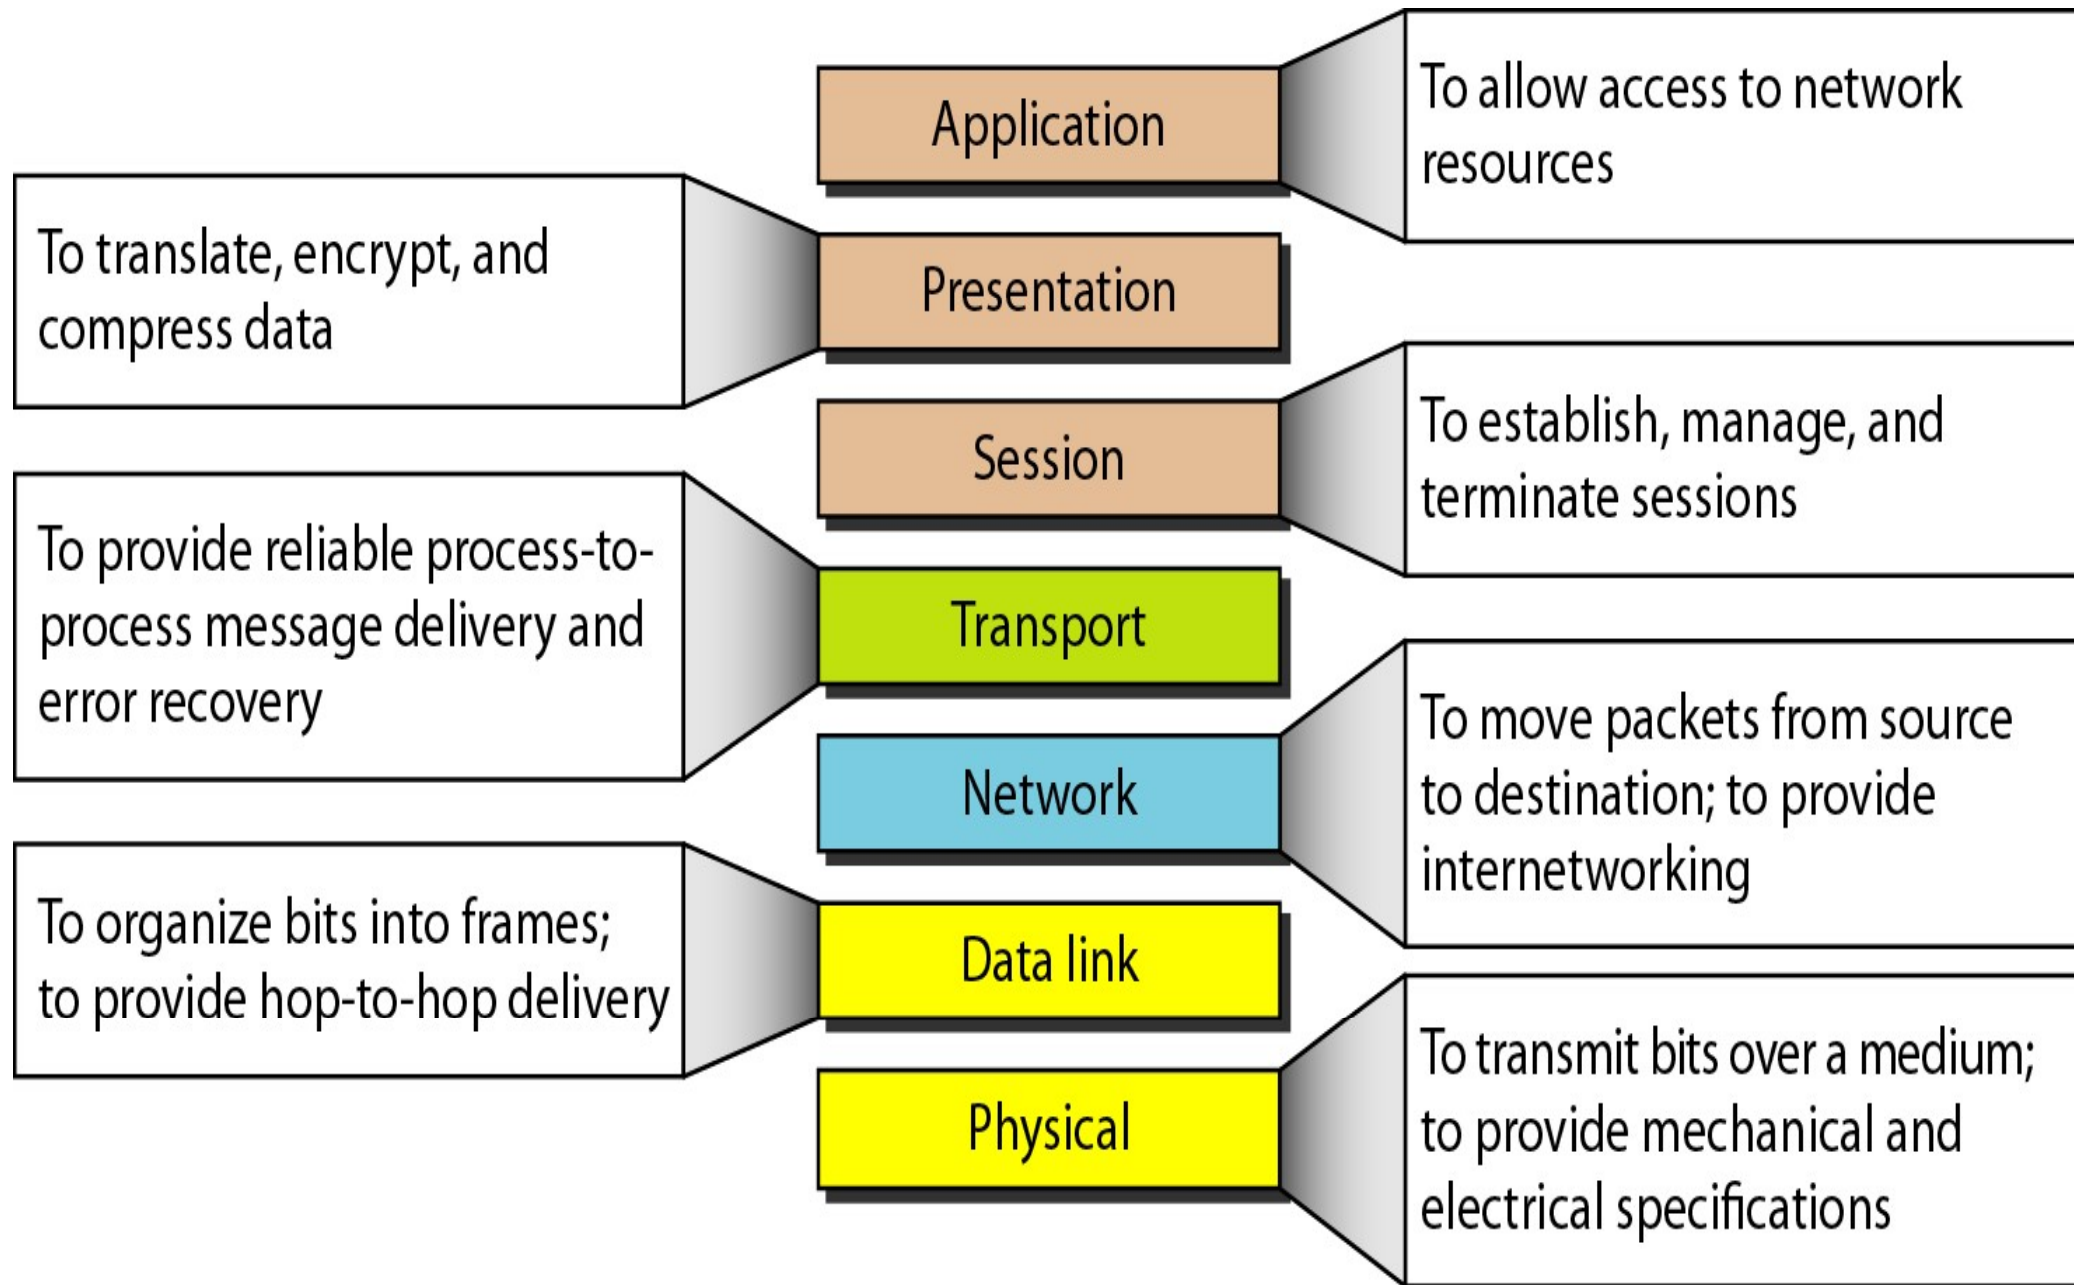 Application
To allow access to network
resources
To translate, encrypt, and
compress data
Presentation
Session
To establish, manage, and
terminate sessions
To provide reliable process-to-
process message delivery and
error recovery
Transport
Network
To move packets from source
to destination; to provide
internetworking
To organize bits into frames;
to provide hop-to-hop delivery
Data link
Physical
To transmit bits over a medium;
to provide mechanical and
electrical specifications